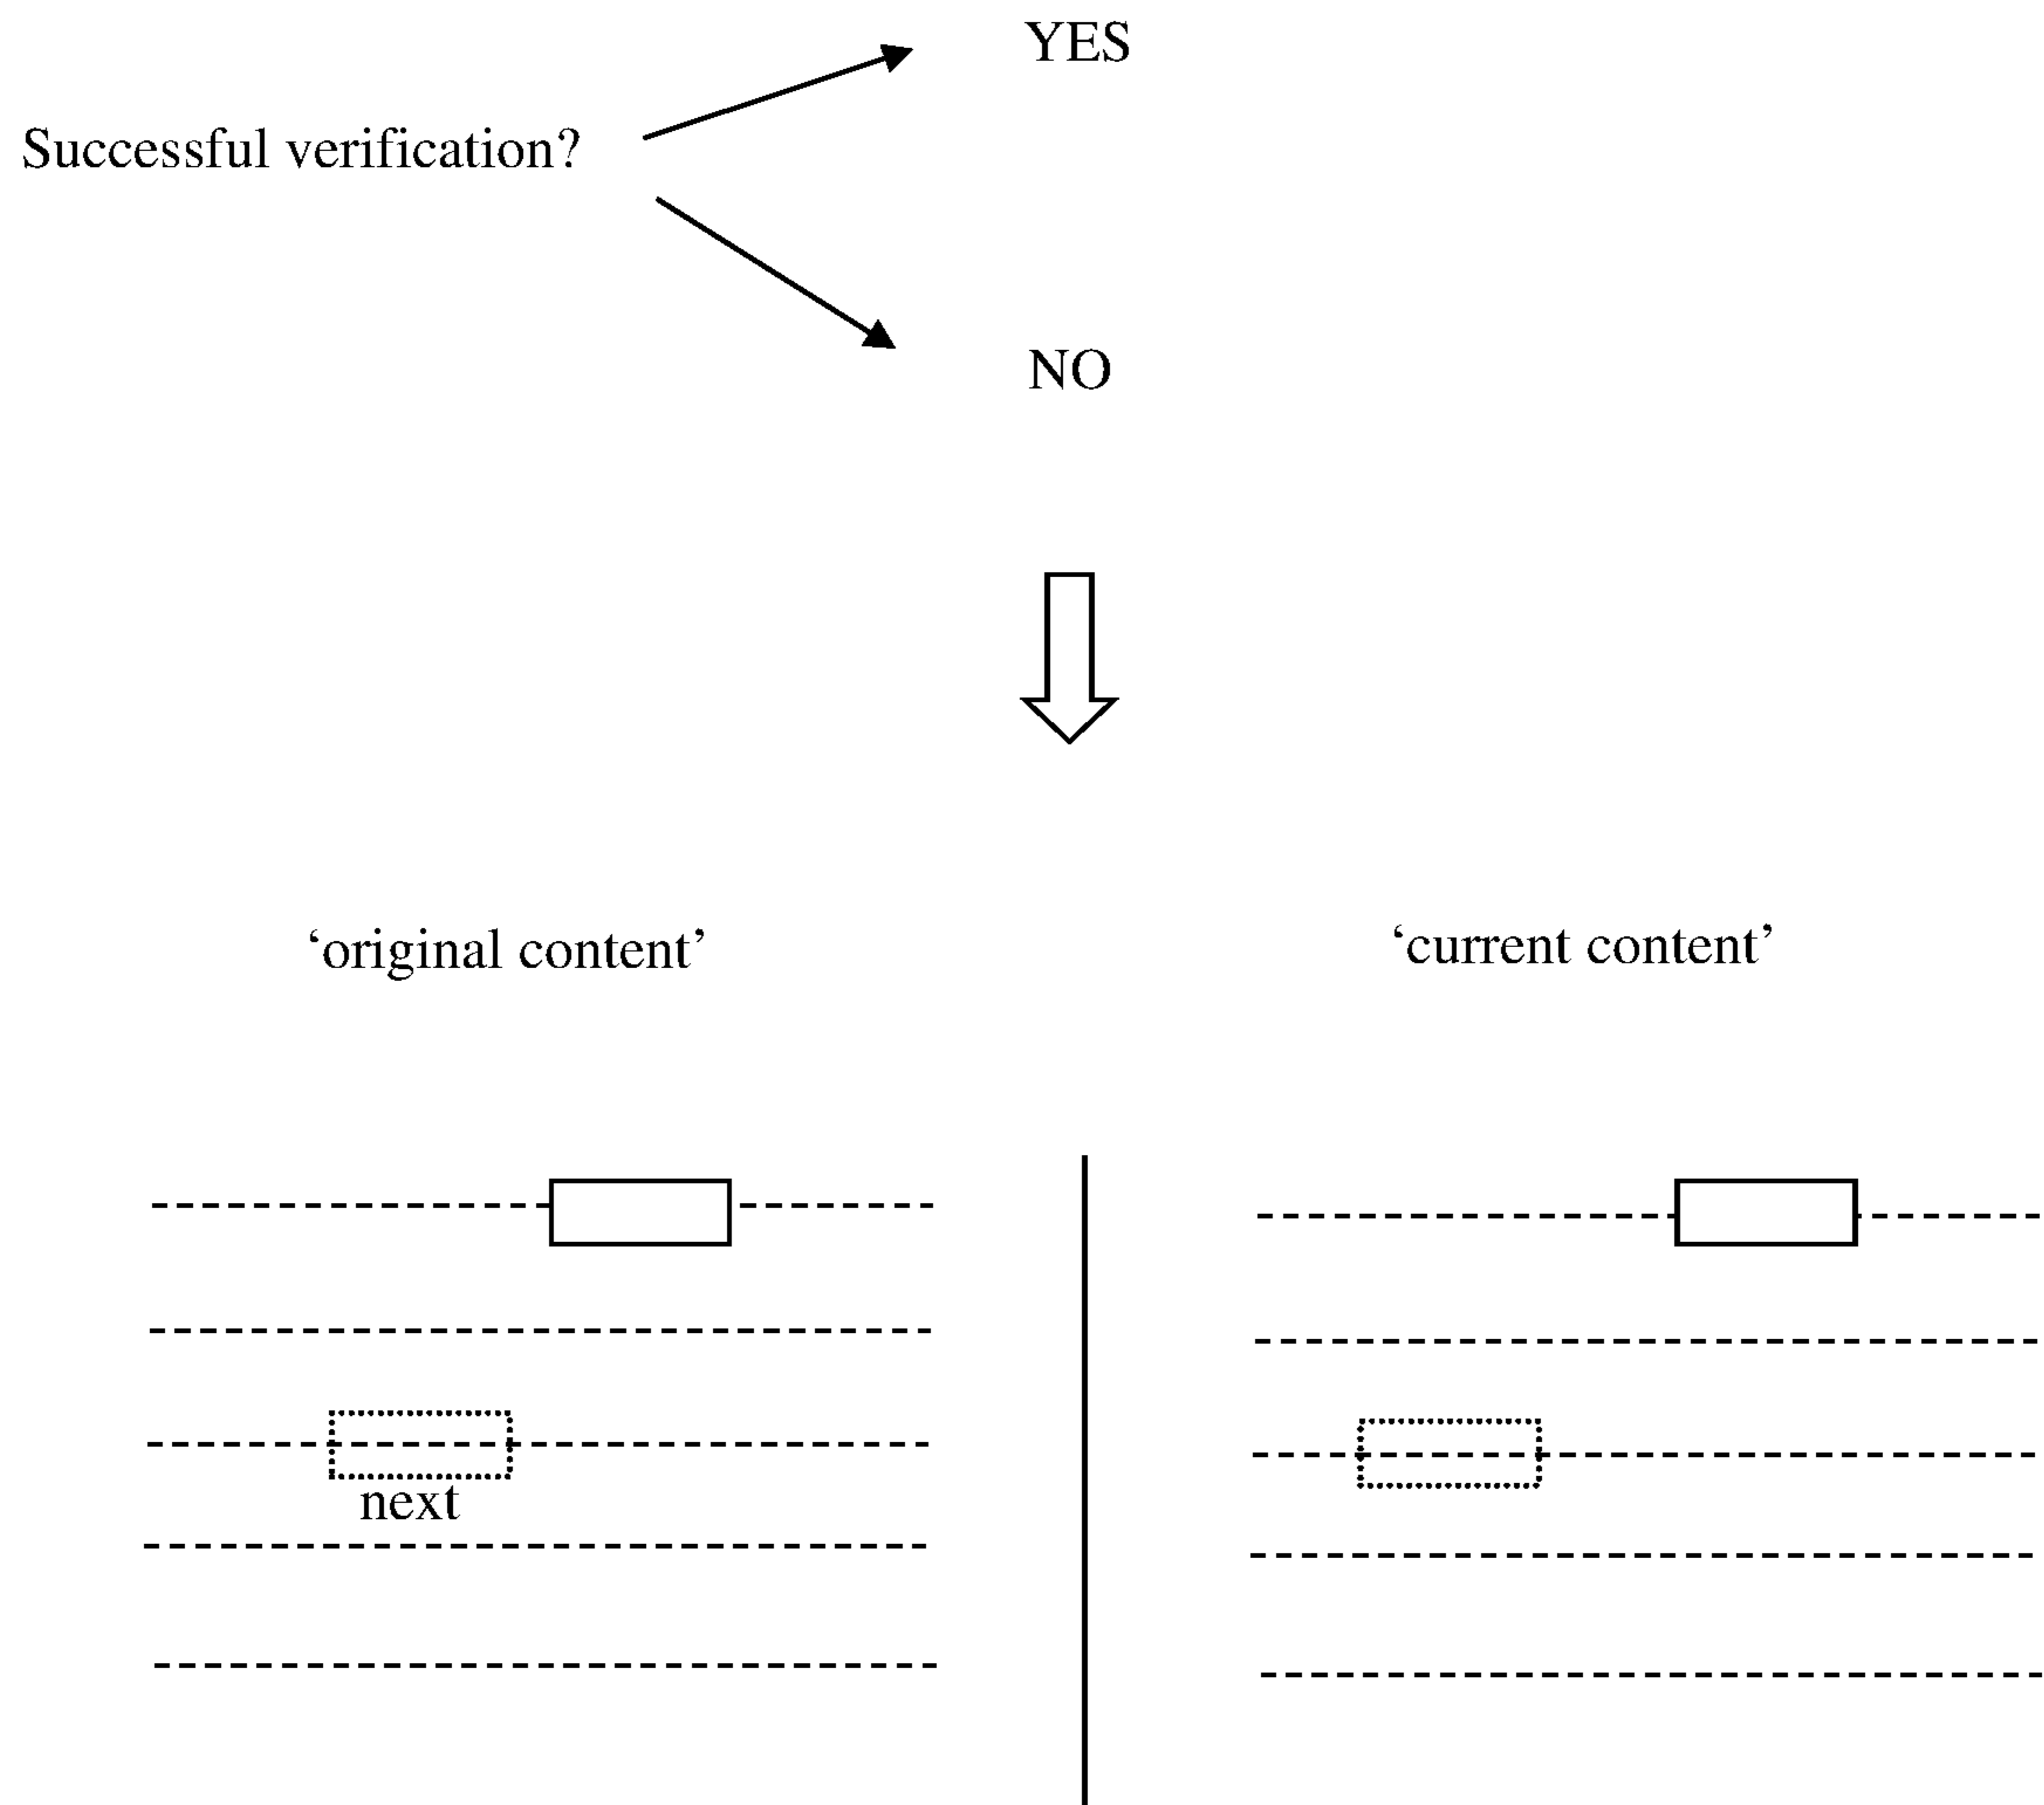 YES
Successful verification?
NO
‘original content’
‘current content’
next